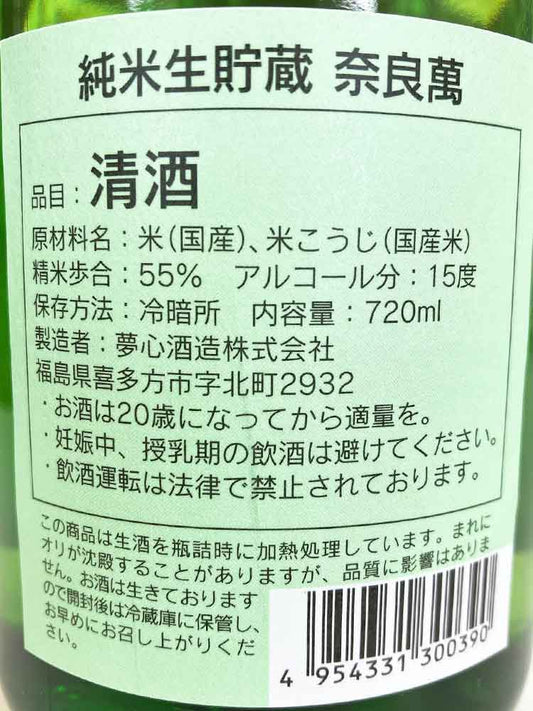 純米生貯蔵 奈良萬
品目：清酒
原材料名：米（国産）、米こうじ（国産米）
精米歩合：55％　アルコール分：15度
保存方法：冷暗所　内容量：720ml
製造者：夢心酒造株式会社
福島県喜多方市字北町2932
・お酒は20歳になってから適量を。
・妊娠中、授乳期の飲酒は避けてください。
・飲酒運転は法律で禁止されております。
この商品は生酒を瓶詰時に加熱処理しています。まれに
オリが沈殿することがありますが、品質に影響はありま
せん。お酒は生きております
ので開封後は冷蔵庫に保管し、
お早めにお召し上がりくだ
さい。
4 954331 300390